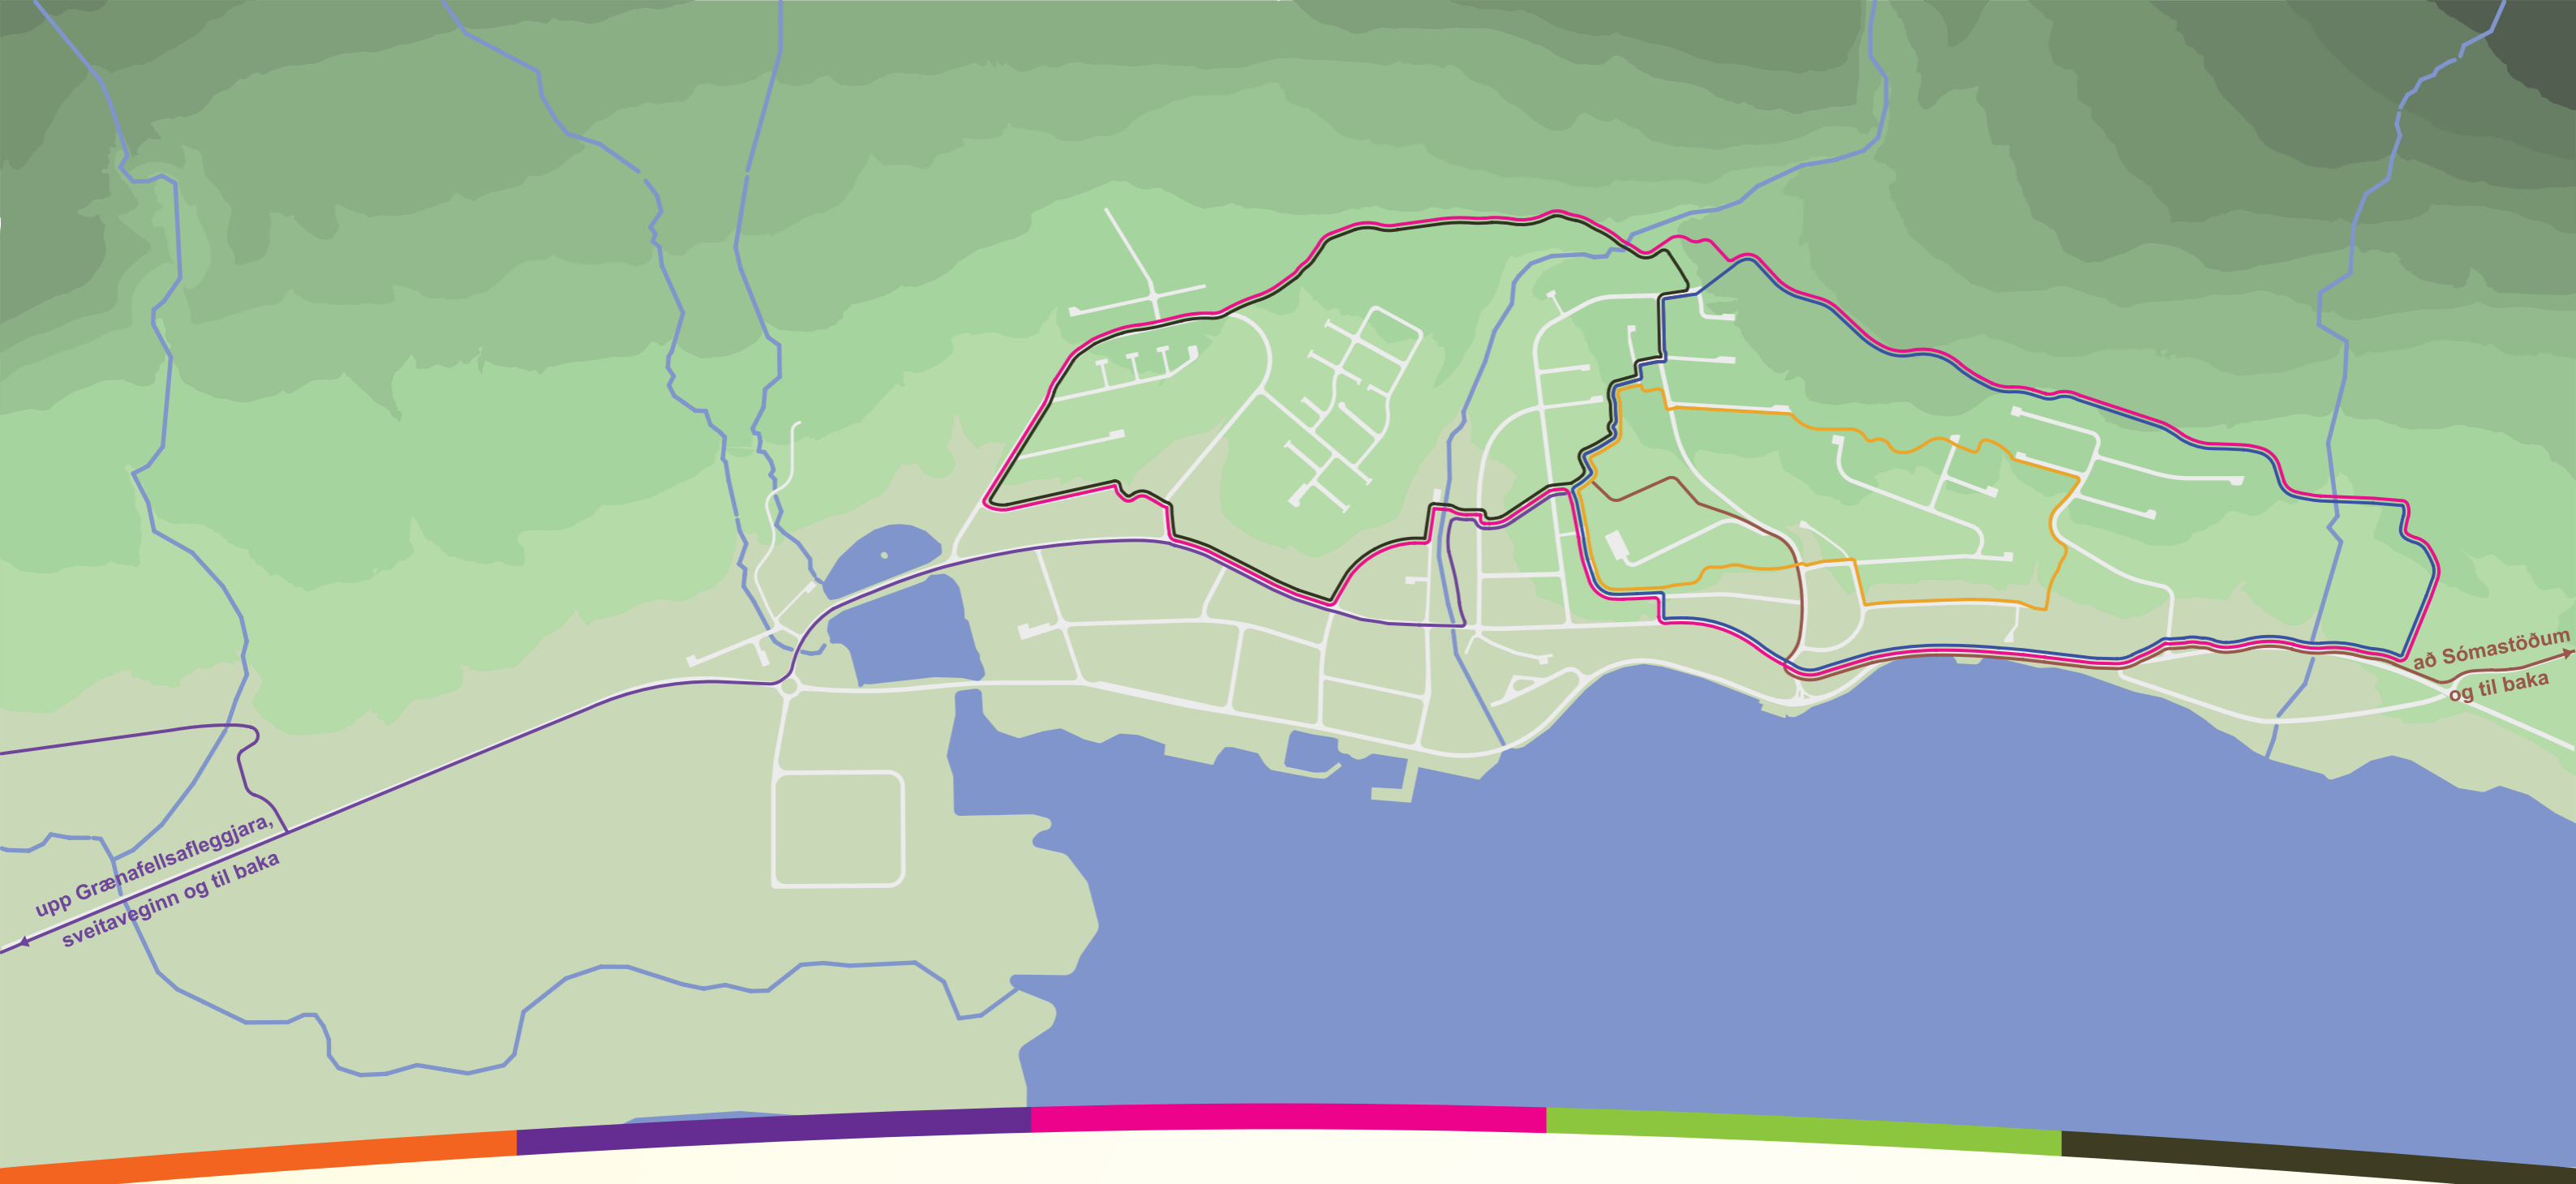 upp Grænafellsafleggjara,
sveitaveginn og til baka
að Sómastöðum
og til baka